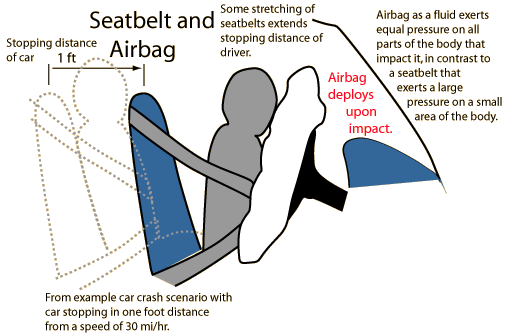 Seatbelt and
Airbag
Stopping distance
of car
1 ft
Some stretching of
seatbelts extends
stopping distance of
driver.
Airbag as a fluid exerts
equal pressure on all
parts of the body that
impact it, in contrast to
a seatbelt that
exerts a large
pressure on a small
area of the body.
Airbag
deploys
upon
impact.
From example car crash scenario with
car stopping in one foot distance
from a speed of 30 mi/hr.